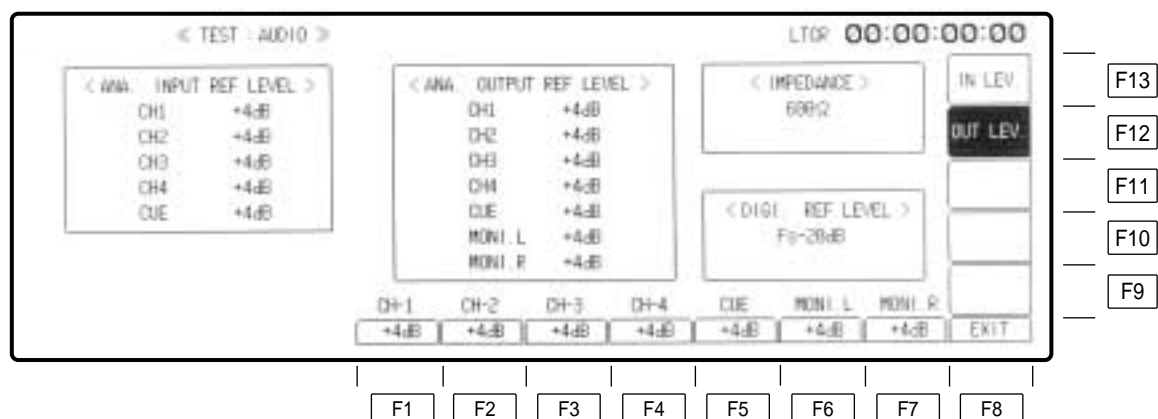 ≪ TEST : AUDIO ≫
LTCR 00:00:00:00
< ANA. INPUT REF LEVEL >
CH1 +4dB
CH2 +4dB
CH3 +4dB
CH4 +4dB
CUE +4dB
< ANA. OUTPUT REF LEVEL >
CH1 +4dB
CH2 +4dB
CH3 +4dB
CH4 +4dB
CUE +4dB
MONI.L +4dB
MONI.R +4dB
< IMPEDANCE >
600Ω
< DIGI. REF LEVEL >
Fs-20dB
IN LEV.
OUT LEV.
F13
F12
F11
F10
F9
CH-1 CH-2 CH-3 CH-4 CUE MONI.L MONI.R
+4dB +4dB +4dB +4dB +4dB +4dB +4dB EXIT
F1 F2 F3 F4 F5 F6 F7 F8